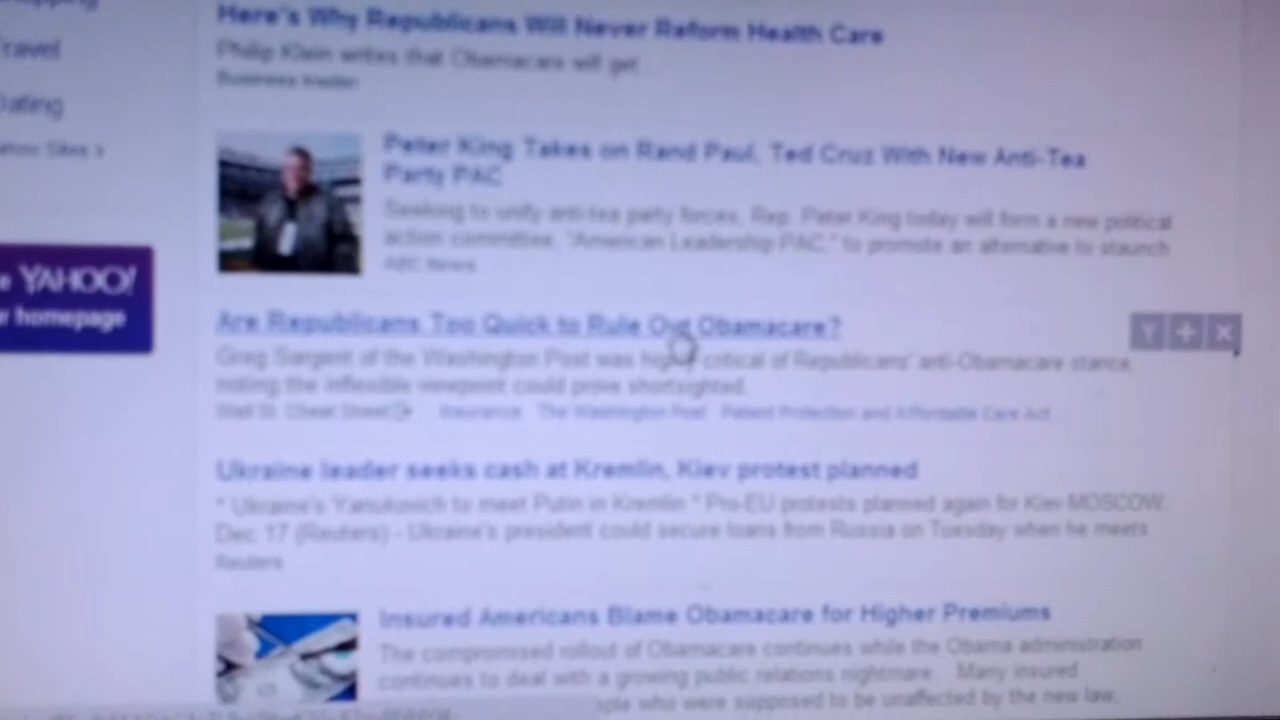 Here's Why Republicans Will Never Reform Health Care
Travel
Philip Klein writes that Obamacare will get
Business Insider
Dating
Peter King Takes on Rand Paul, Ted Cruz With New Anti-Tea
Party PAC
Sites
Seeking to unify anti-tea party forces, Rep. Peter King today will form a new political
action committee, "American Leadership PAC," to promote an alternative to staunch
ABC News
YAHOO!
homepage
Are Republicans Too Quick to Rule Out Obamacare?
Y + X
Greg Sargent of the Washington Post was highly critical of Republicans' anti-Obamacare stance,
noting the inflexible viewpoint could prove shortsighted.
Wall St. Cheat Sheet Insurance The Washington Post Patient Protection and Affordable Care Act
Ukraine leader seeks cash at Kremlin, Kiev protest planned
* Ukraine's Yanukovich to meet Putin in Kremlin * Pro-EU protests planned again for Kiev MOSCOW,
Dec 17 (Reuters) - Ukraine's president could secure loans from Russia on Tuesday when he meets
Reuters
Insured Americans Blame Obamacare for Higher Premiums
The compromised rollout of Obamacare continues while the Obama administration
continues to deal with a growing public relations nightmare. Many insured
who were supposed to be unaffected by the new law,